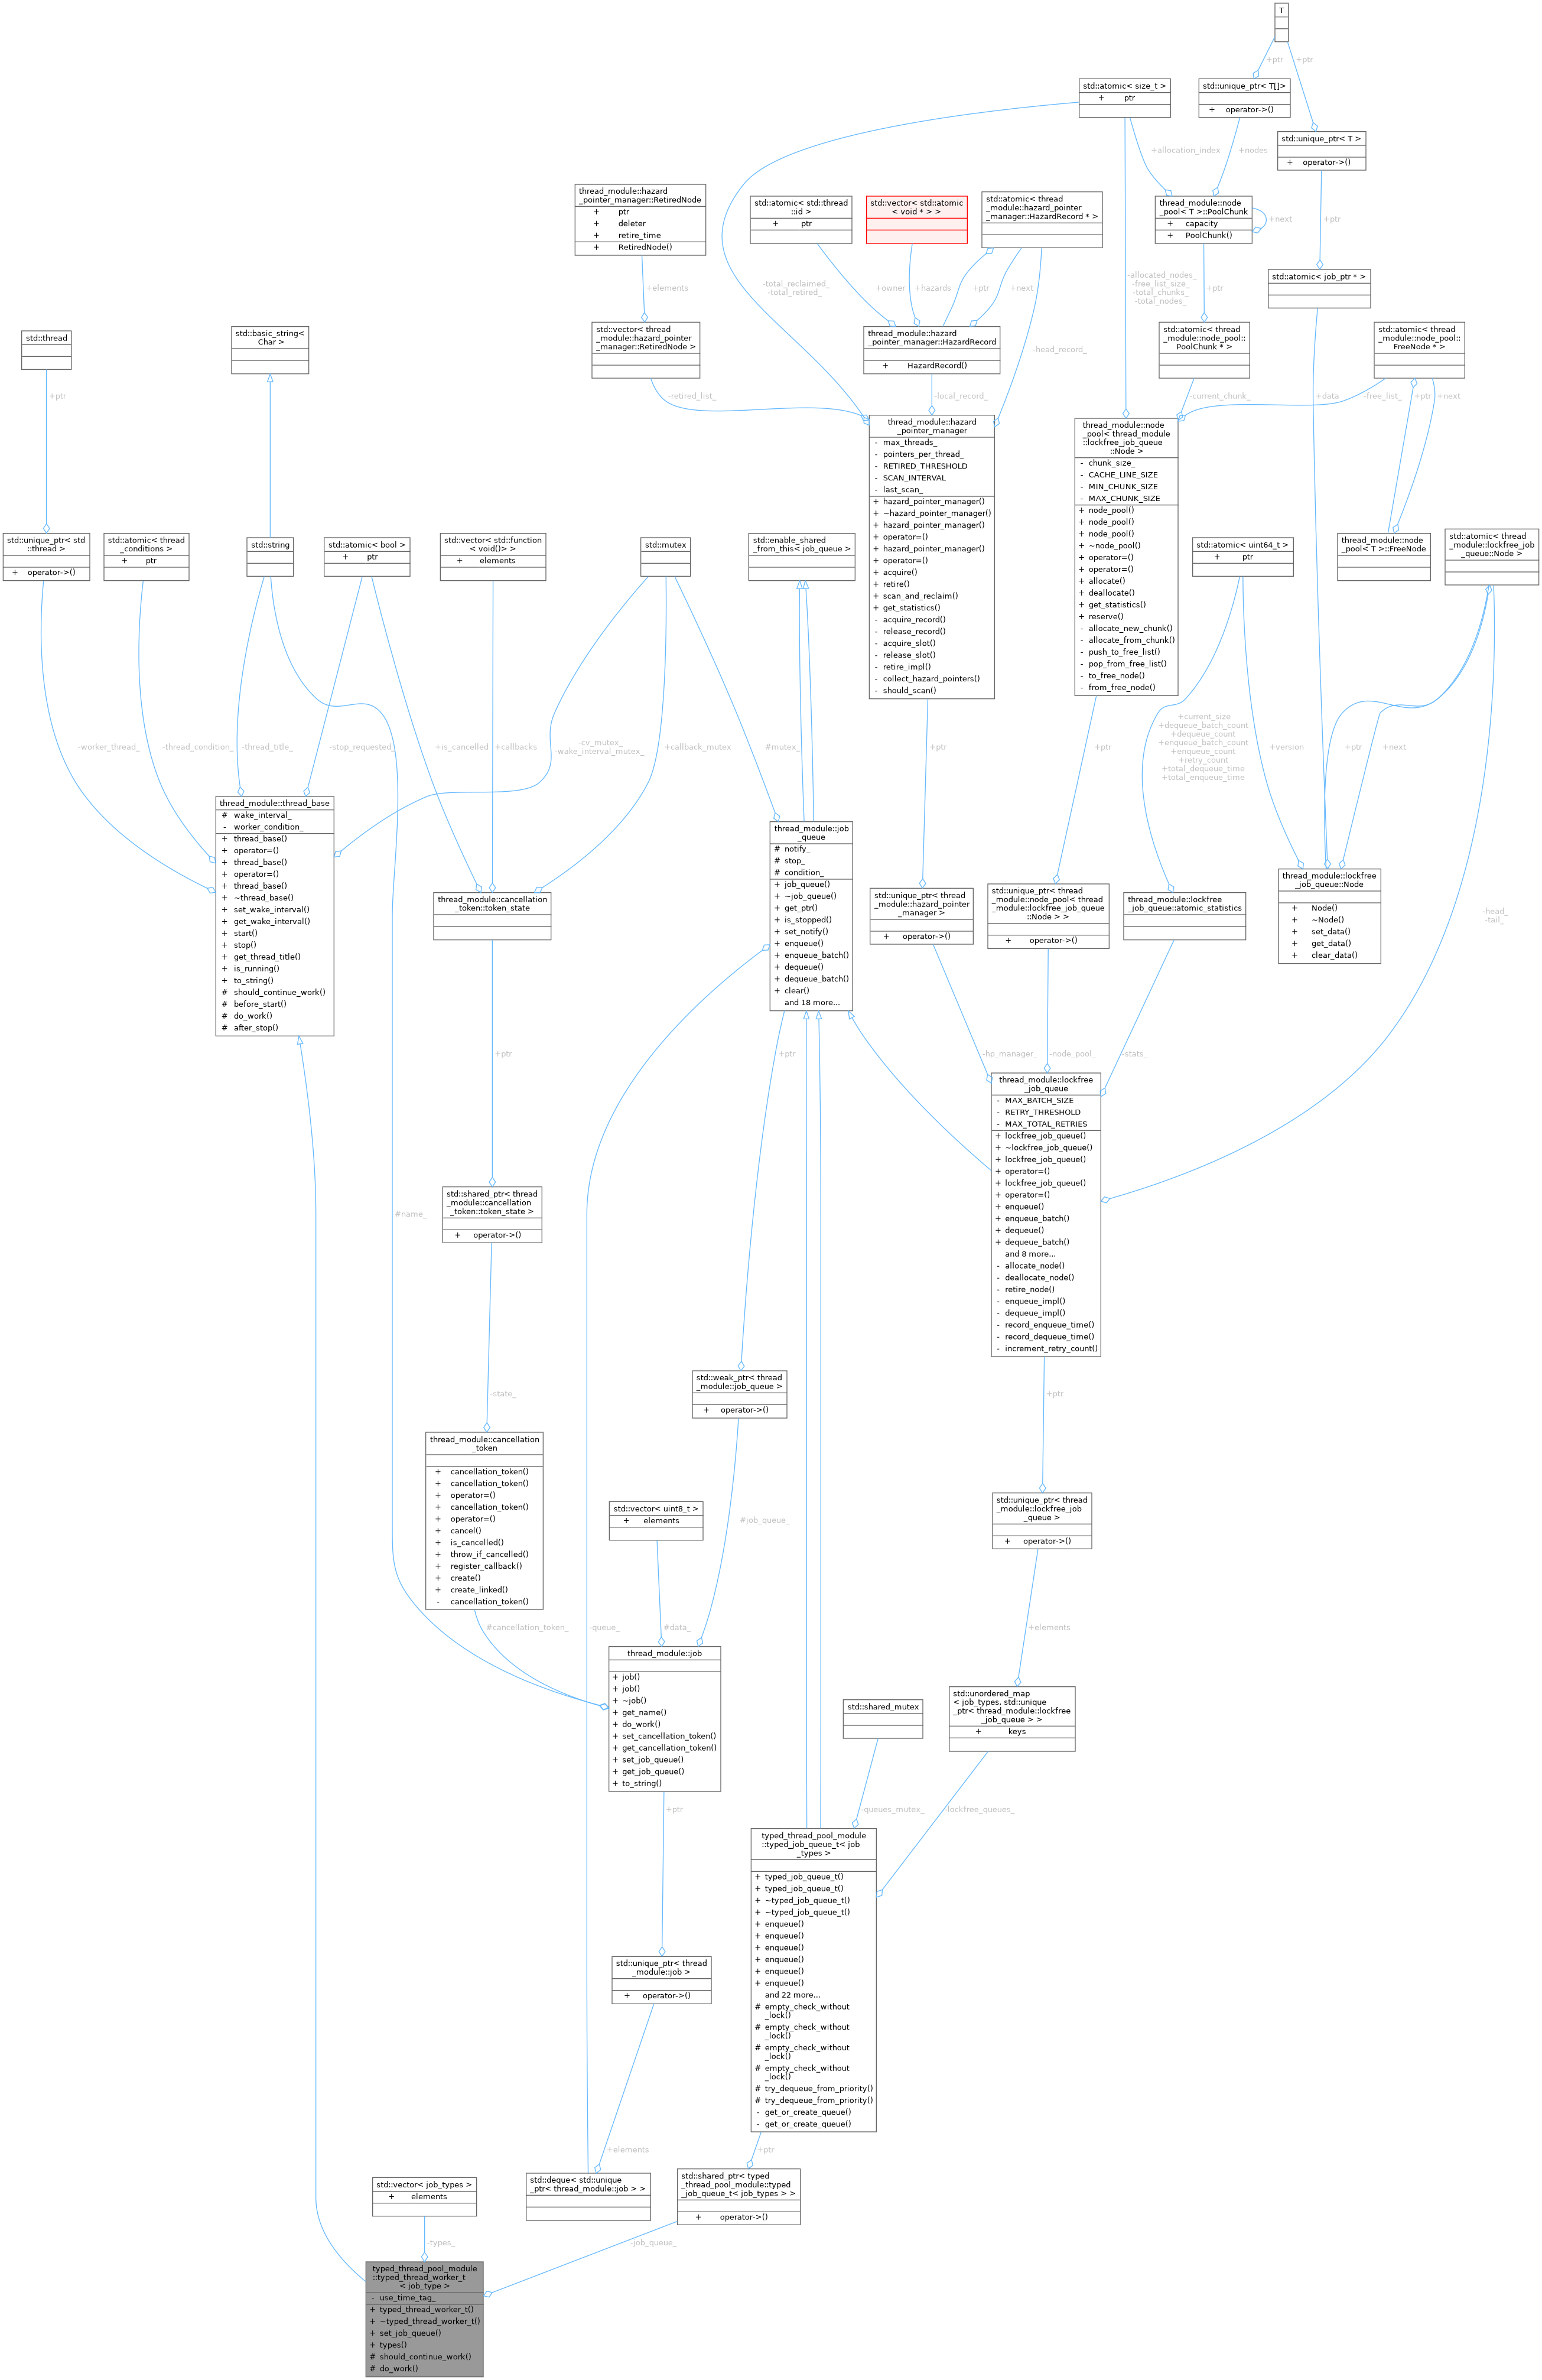 T
+ptr
+ptr
std::atomic< size_t >
+ ptr
std::unique_ptr< T[]>
+ operator->()
std::unique_ptr< T >
+ operator->()
+allocation_index
+nodes
thread_module::hazard
_pointer_manager::RetiredNode
+ ptr
+ deleter
+ retire_time
+ RetiredNode()
std::atomic< std::thread
::id >
+ ptr
std::vector< std::atomic
< void * > >
std::atomic< thread
_module::hazard_pointer
_manager::HazardRecord * >
thread_module::node
_pool< T >::PoolChunk
+ capacity
+ PoolChunk()
+next
+ptr
-total_reclaimed_
-total_retired_
+elements
+owner
+hazards
+ptr
+next
-allocated_nodes_
-free_list_size_
-total_chunks_
-total_nodes_
+ptr
std::atomic< job_ptr * >
std::thread
std::basic_string<
Char >
std::vector< thread
_module::hazard_pointer
_manager::RetiredNode >
thread_module::hazard
_pointer_manager::HazardRecord
+ HazardRecord()
-head_record_
std::atomic< thread
_module::node_pool::
PoolChunk * >
std::atomic< thread
_module::node_pool::
FreeNode * >
+ptr
-retired_list_
-local_record_
-current_chunk_
+data
-free_list_
+ptr
+next
thread_module::hazard
_pointer_manager
- max_threads_
- pointers_per_thread_
- RETIRED_THRESHOLD
- SCAN_INTERVAL
- last_scan_
+ hazard_pointer_manager()
+ ~hazard_pointer_manager()
+ hazard_pointer_manager()
+ operator=()
+ hazard_pointer_manager()
+ operator=()
+ acquire()
+ retire()
+ scan_and_reclaim()
+ get_statistics()
- acquire_record()
- release_record()
- acquire_slot()
- release_slot()
- retire_impl()
- collect_hazard_pointers()
- should_scan()
thread_module::node
_pool< thread_module
::lockfree_job_queue
::Node >
- chunk_size_
- CACHE_LINE_SIZE
- MIN_CHUNK_SIZE
- MAX_CHUNK_SIZE
+ node_pool()
+ node_pool()
+ node_pool()
+ ~node_pool()
+ operator=()
+ operator=()
+ allocate()
+ deallocate()
+ get_statistics()
+ reserve()
- allocate_new_chunk()
- allocate_from_chunk()
- push_to_free_list()
- pop_from_free_list()
- to_free_node()
- from_free_node()
std::unique_ptr< std
::thread >
+ operator->()
std::atomic< thread
_conditions >
+ ptr
std::string
std::atomic< bool >
+ ptr
std::vector< std::function
< void()> >
+ elements
std::mutex
std::enable_shared
_from_this< job_queue >
std::atomic< uint64_t >
+ ptr
thread_module::node
_pool< T >::FreeNode
std::atomic< thread
_module::lockfree_job
_queue::Node >
-worker_thread_
-thread_condition_
-thread_title_
-stop_requested_
+is_cancelled
+callbacks
-cv_mutex_
-wake_interval_mutex_
+callback_mutex
#mutex_
+ptr
+ptr
+current_size
+dequeue_batch_count
+dequeue_count
+enqueue_batch_count
+enqueue_count
+retry_count
+total_dequeue_time
+total_enqueue_time
+version
+ptr
+next
thread_module::thread_base
# wake_interval_
- worker_condition_
+ thread_base()
+ operator=()
+ thread_base()
+ operator=()
+ thread_base()
+ ~thread_base()
+ set_wake_interval()
+ get_wake_interval()
+ start()
+ stop()
+ get_thread_title()
+ is_running()
+ to_string()
# should_continue_work()
# before_start()
# do_work()
# after_stop()
thread_module::cancellation
_token::token_state
thread_module::job
_queue
# notify_
# stop_
# condition_
+ job_queue()
+ ~job_queue()
+ get_ptr()
+ is_stopped()
+ set_notify()
+ enqueue()
+ enqueue_batch()
+ dequeue()
+ dequeue_batch()
+ clear()
and 18 more...
std::unique_ptr< thread
_module::hazard_pointer
_manager >
+ operator->()
std::unique_ptr< thread
_module::node_pool< thread
_module::lockfree_job_queue
::Node > >
+ operator->()
thread_module::lockfree
_job_queue::atomic_statistics
thread_module::lockfree
_job_queue::Node
+ Node()
+ ~Node()
+ set_data()
+ get_data()
+ clear_data()
-head_
-tail_
+ptr
+ptr
-hp_manager_
-node_pool_
-stats_
thread_module::lockfree
_job_queue
- MAX_BATCH_SIZE
- RETRY_THRESHOLD
- MAX_TOTAL_RETRIES
+ lockfree_job_queue()
+ ~lockfree_job_queue()
+ lockfree_job_queue()
+ operator=()
+ lockfree_job_queue()
+ operator=()
+ enqueue()
+ enqueue_batch()
+ dequeue()
+ dequeue_batch()
and 8 more...
- allocate_node()
- deallocate_node()
- retire_node()
- enqueue_impl()
- dequeue_impl()
- record_enqueue_time()
- record_dequeue_time()
- increment_retry_count()
std::shared_ptr< thread
_module::cancellation
_token::token_state >
+ operator->()
#name_
-state_
std::weak_ptr< thread
_module::job_queue >
+ operator->()
+ptr
thread_module::cancellation
_token
+ cancellation_token()
+ cancellation_token()
+ operator=()
+ cancellation_token()
+ operator=()
+ cancel()
+ is_cancelled()
+ throw_if_cancelled()
+ register_callback()
+ create()
+ create_linked()
- cancellation_token()
std::vector< uint8_t >
+ elements
#job_queue_
std::unique_ptr< thread
_module::lockfree_job
_queue >
+ operator->()
#cancellation_token_
-queue_
#data_
+elements
thread_module::job
+ job()
+ job()
+ ~job()
+ get_name()
+ do_work()
+ set_cancellation_token()
+ get_cancellation_token()
+ set_job_queue()
+ get_job_queue()
+ to_string()
std::shared_mutex
std::unordered_map
< job_types, std::unique
_ptr< thread_module::lockfree
_job_queue > >
+ keys
+ptr
-queues_mutex_
-lockfree_queues_
typed_thread_pool_module
::typed_job_queue_t< job
_types >
+ typed_job_queue_t()
+ typed_job_queue_t()
+ ~typed_job_queue_t()
+ ~typed_job_queue_t()
+ enqueue()
+ enqueue()
+ enqueue()
+ enqueue()
+ enqueue()
+ enqueue()
and 22 more...
# empty_check_without
_lock()
# empty_check_without
_lock()
# empty_check_without
_lock()
# empty_check_without
_lock()
# try_dequeue_from_priority()
# try_dequeue_from_priority()
- get_or_create_queue()
- get_or_create_queue()
std::unique_ptr< thread
_module::job >
+ operator->()
+elements
+ptr
std::vector< job_types >
+ elements
std::deque< std::unique
_ptr< thread_module::job > >
std::shared_ptr< typed
_thread_pool_module::typed
_job_queue_t< job_types > >
+ operator->()
-types_
-job_queue_
typed_thread_pool_module
::typed_thread_worker_t
< job_type >
- use_time_tag_
+ typed_thread_worker_t()
+ ~typed_thread_worker_t()
+ set_job_queue()
+ types()
# should_continue_work()
# do_work()